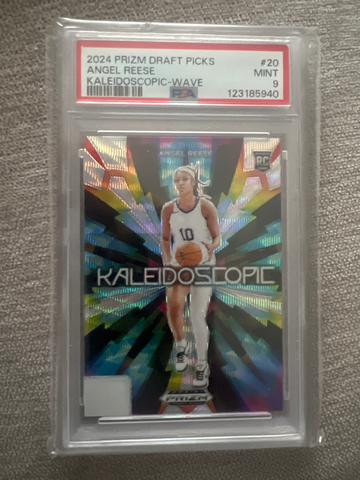 2024 PRIZM DRAFT PICKS #20
ANGEL REESE MINT
KALEIDOSCOPIC-WAVE 9
PSA 123185940
ANGEL REESE
RC
10
KALEIDOSCOPIC
PRIZM